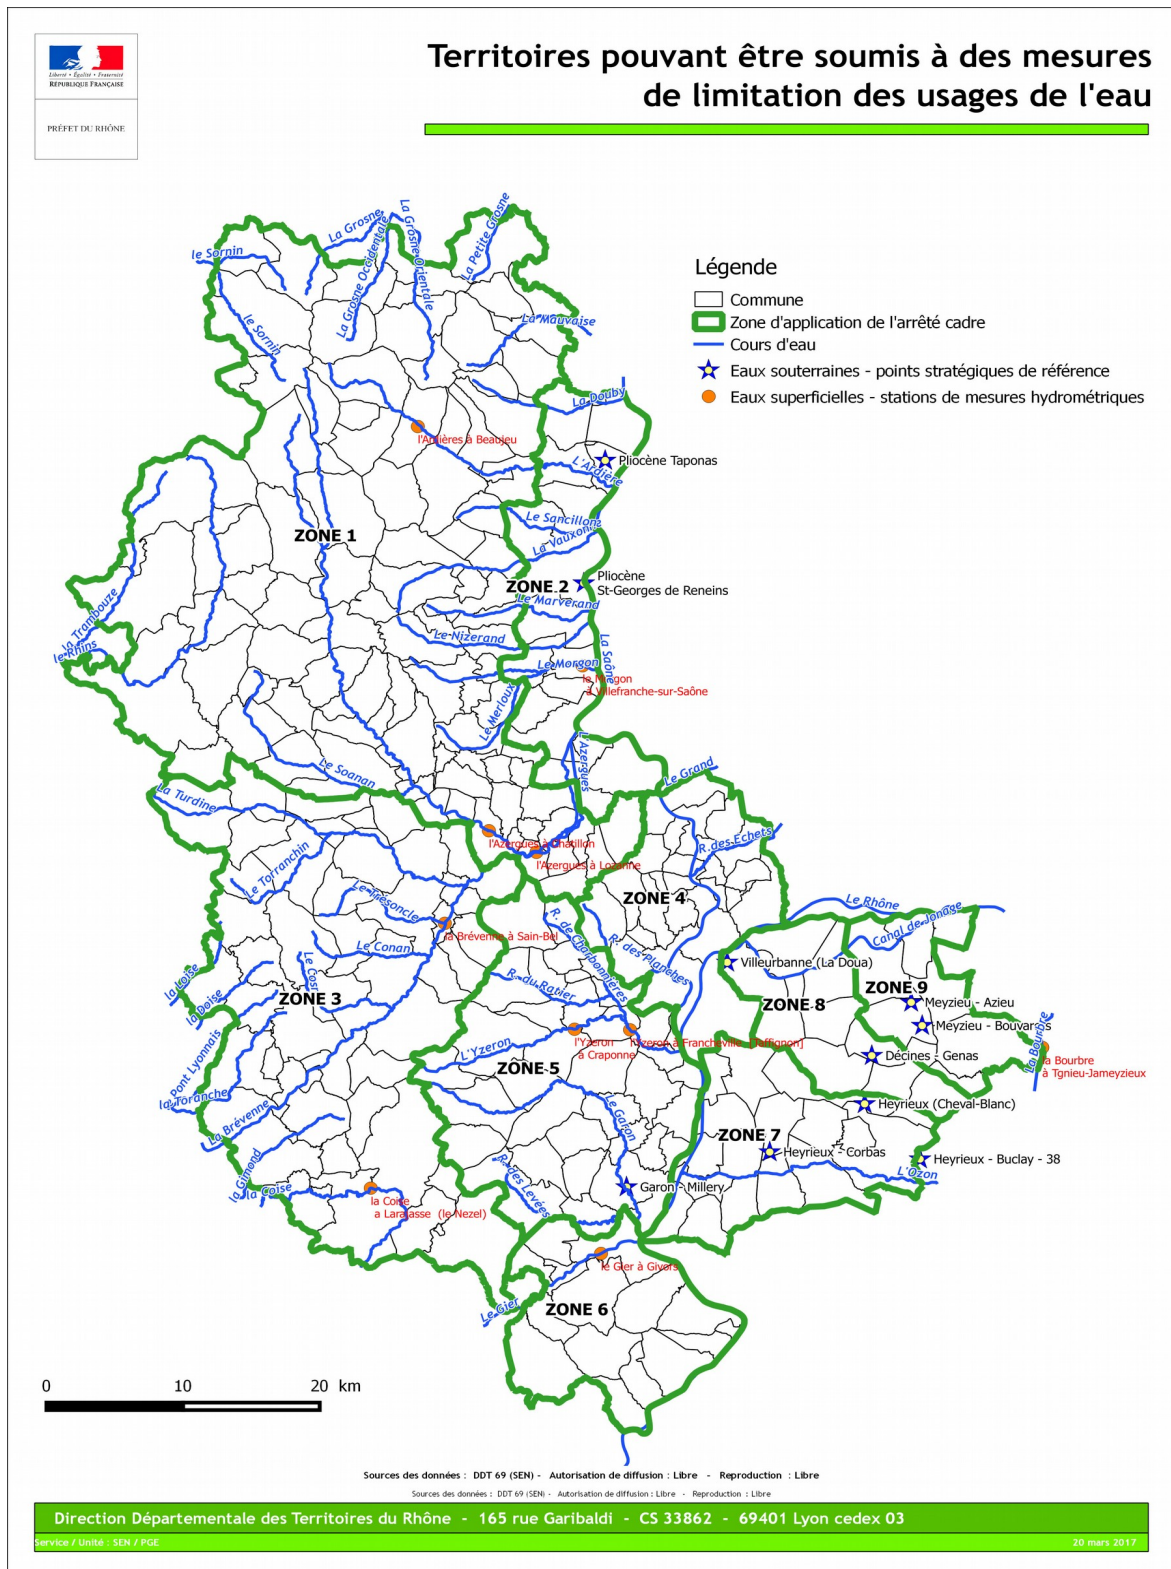 Liberté • Égalité • Fraternité
RÉPUBLIQUE FRANÇAISE
PRÉFET DU RHÔNE
Territoires pouvant être soumis à des mesures
de limitation des usages de l'eau
Légende
Commune
Zone d'application de l'arrêté cadre
Cours d'eau
Eaux souterraines - points stratégiques de référence
Eaux superficielles - stations de mesures hydrométriques
La Grosne
La Grosne Occidentale
La Grosne Orientale
La Petite Grosne
le Sornin
le Sornin
La Mauvaise
La Douby
l'Ardières à Beaujeu
Pliocène Taponas
L'Ardière
Le Sancillon
La Vauxonn
ZONE 1
ZONE 2
Pliocène
St-Georges de Reneins
Le Marverand
Le Nizerand
La Saône
la Trambouze
le Rhins
Le Morgon
à Villefranche-sur-Saône
Le Merloux
L'Azergues
Le Soanan
Le Grand
La Turdine
R. des Echets
l'Azergues à Chatillon
l'Azergues à Lozanne
Le Torranchin
Le Trésoncle
ZONE 4
Le Rhône
Canal de Jonage
la Brévenne à Sain-Bel
R. de Charbonnières
R. des Planches
Le Conan
Villeurbanne (La Doua)
la Loise
la Doise
R. du Ratier
ZONE 3
ZONE 8
ZONE 9
Meyzieu - Azieu
Meyzieu - Bouvarets
La Bourbre
L'Yzeron
l'Yzeron
à Craponne
l'Yzeron à Francheville [Taffignon]
Décines - Genas
la Bourbre
à Tgnieu-Jameyzieux
ZONE 5
Pont Lyonnais
la Toranche
La Brévenne
Le Garon
Heyrieux (Cheval-Blanc)
ZONE 7
Heyrieux - Corbas
Heyrieux - Buclay - 38
L'Ozon
la Gimond
la Coise
R. des Levées
Garon - Millery
la Coise
a Larajasse (le Nezel)
le Gier à Givors
Le Gier
ZONE 6
0 10 20 km
Sources des données : DDT 69 (SEN) - Autorisation de diffusion : Libre - Reproduction : Libre
Sources des données : DDT 69 (SEN) - Autorisation de diffusion : Libre - Reproduction : Libre
Direction Départementale des Territoires du Rhône - 165 rue Garibaldi - CS 33862 - 69401 Lyon cedex 03
Service / Unité : SEN / PGE
20 mars 2017